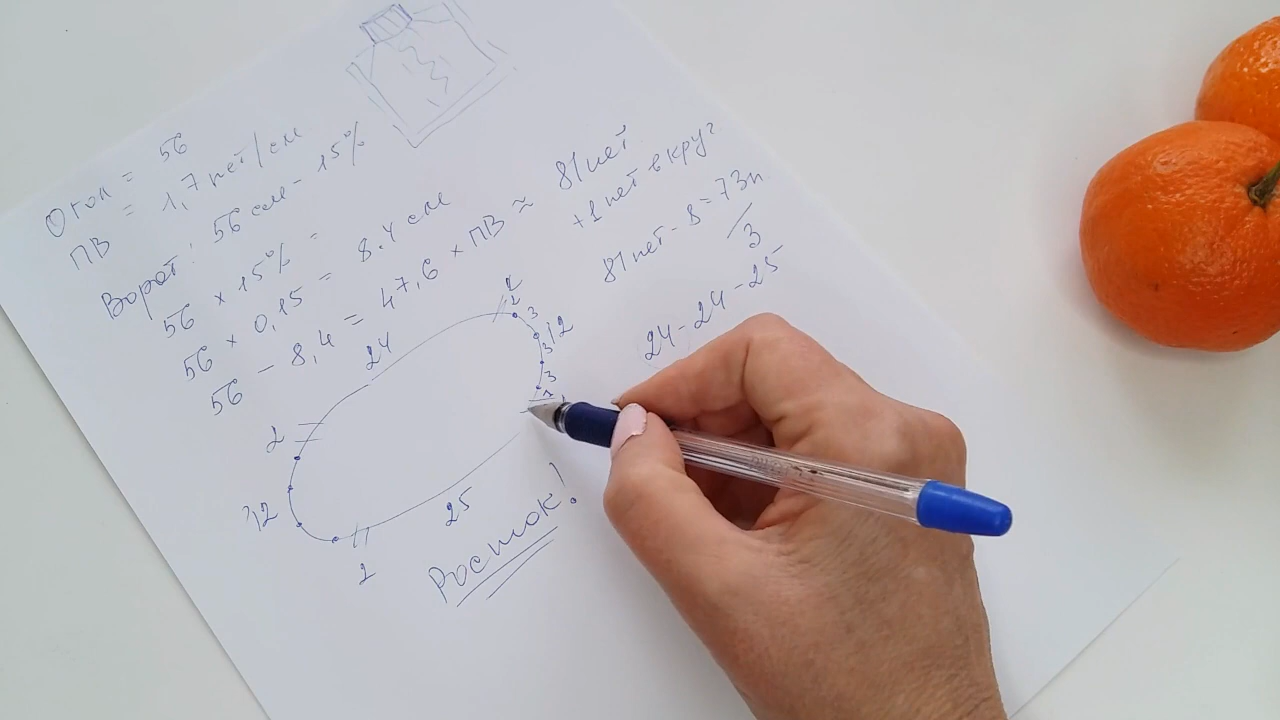 Огол = 56
ПВ = 1,7 пет/см
Ворот: 56 см - 15%
56 × 15% =
56 × 0,15 = 8.4 см
56 - 8,4 = 47,6 × ПВ ≈ 81 пет
+1 пет в круг
81 пет - 8 = 73 п
/ 3
24 - 24 - 25
2
2
3
12
3
3
24
2
12
25
2
Росток!